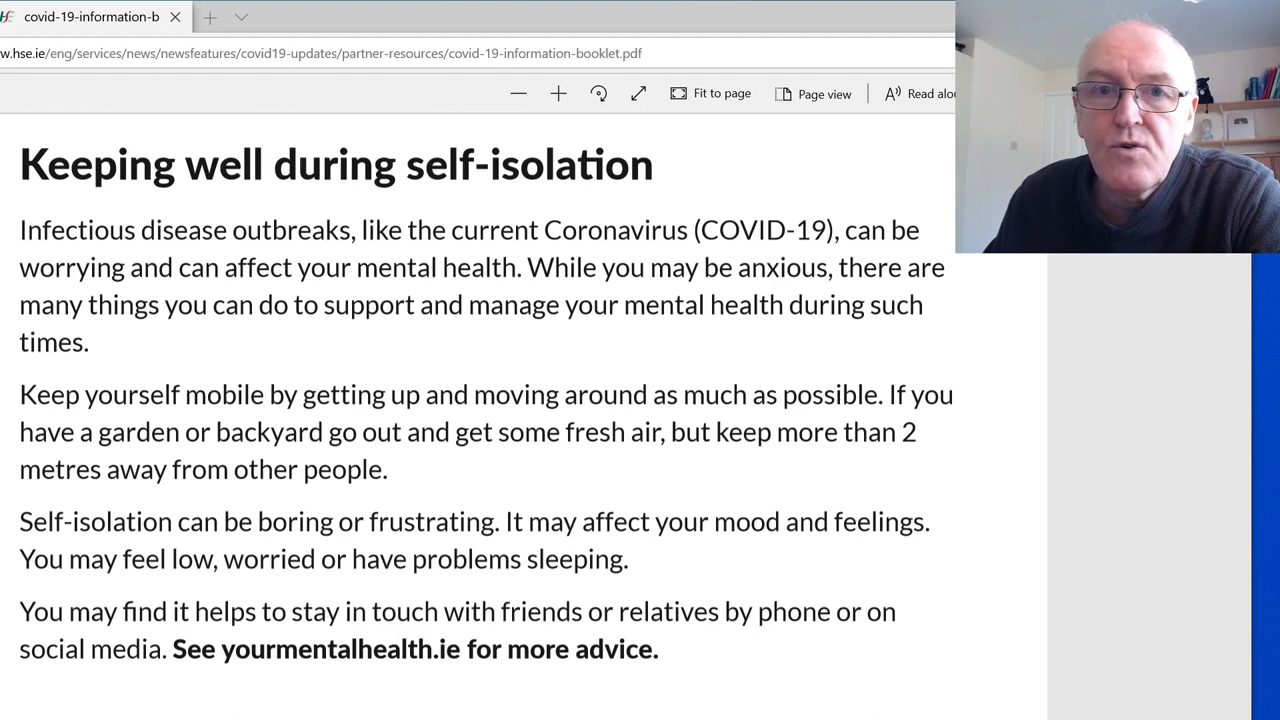 covid-19-information-b
w.hse.ie/eng/services/news/newsfeatures/covid19-updates/partner-resources/covid-19-information-booklet.pdf
Fit to page Page view Read alou
Keeping well during self-isolation
Infectious disease outbreaks, like the current Coronavirus (COVID-19), can be
worrying and can affect your mental health. While you may be anxious, there are
many things you can do to support and manage your mental health during such
times.
Keep yourself mobile by getting up and moving around as much as possible. If you
have a garden or backyard go out and get some fresh air, but keep more than 2
metres away from other people.
Self-isolation can be boring or frustrating. It may affect your mood and feelings.
You may feel low, worried or have problems sleeping.
You may find it helps to stay in touch with friends or relatives by phone or on
social media. See yourmentalhealth.ie for more advice.